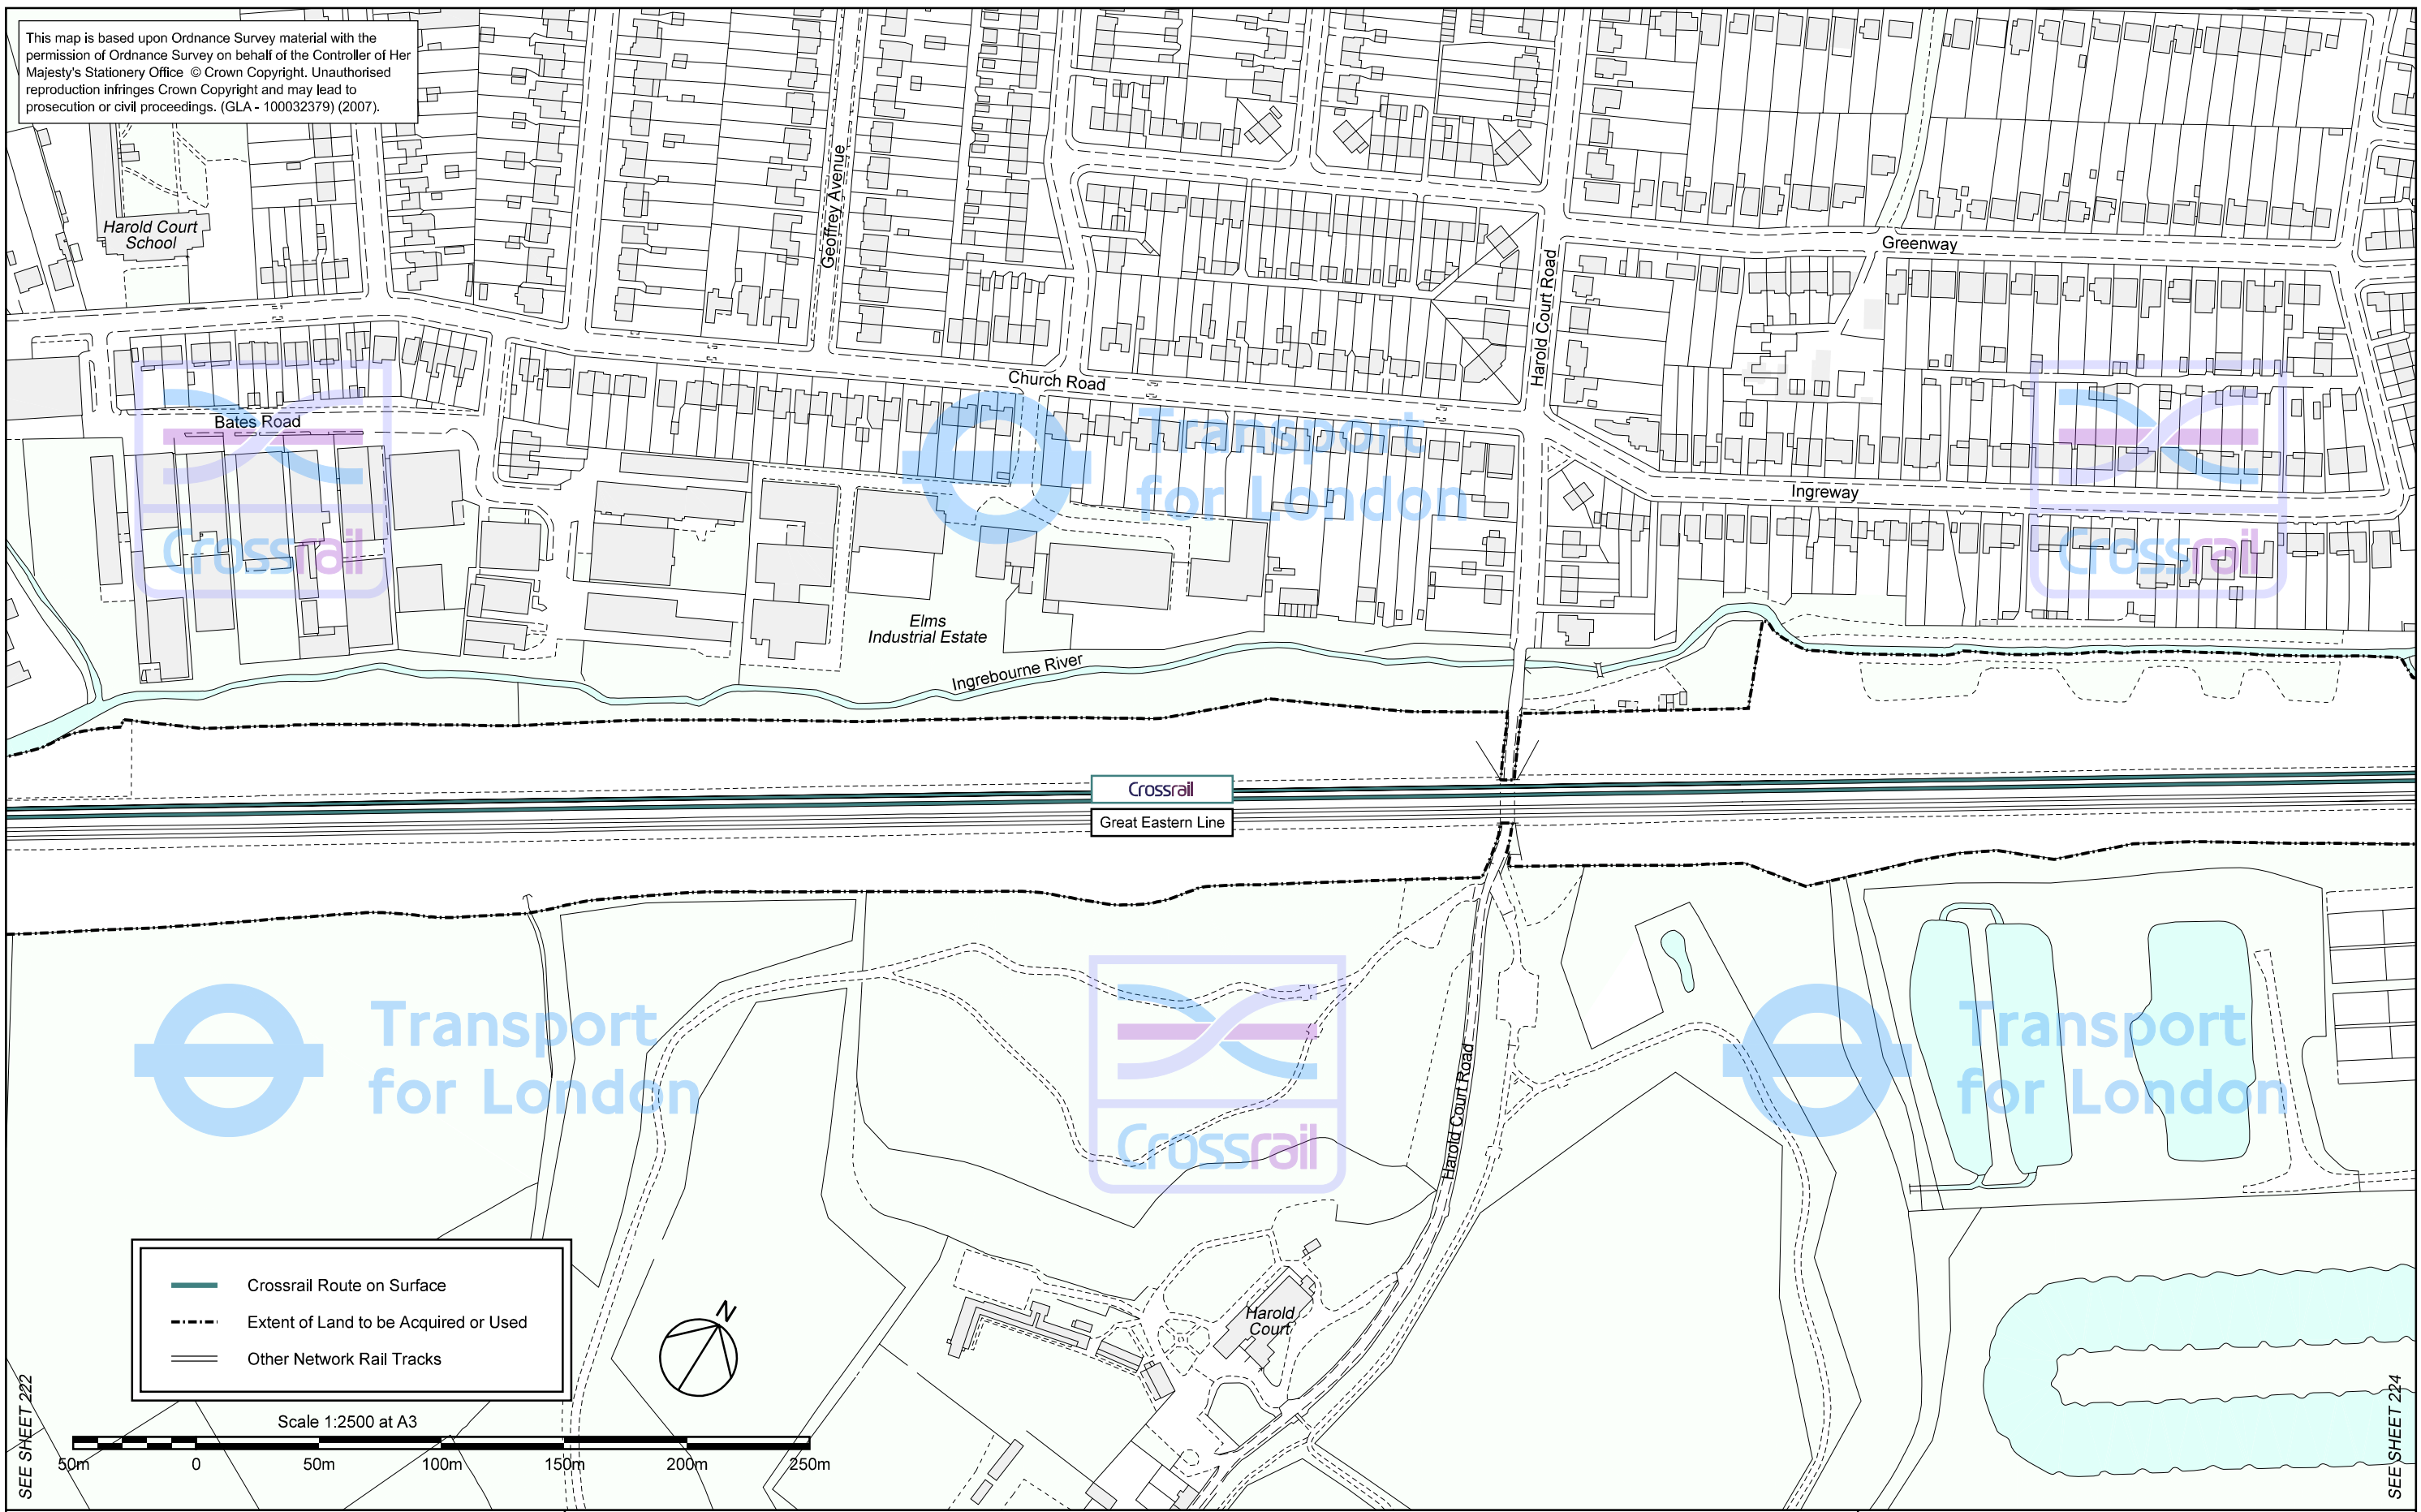 This map is based upon Ordnance Survey material with the
permission of Ordnance Survey on behalf of the Controller of Her
Majesty's Stationery Office © Crown Copyright. Unauthorised
reproduction infringes Crown Copyright and may lead to
prosecution or civil proceedings. (GLA - 100032379) (2007).
Harold Court
School
Geoffrey Avenue
Greenway
Harold Court Road
Church Road
Bates Road
Transport
for London
Ingreway
Crossrail
Crossrail
Elms
Industrial Estate
Ingrebourne River
Crossrail
Great Eastern Line
Transport
for London
Crossrail
Harold Court Road
Transport
for London
Harold
Court
Crossrail Route on Surface
Extent of Land to be Acquired or Used
Other Network Rail Tracks
N
Scale 1:2500 at A3
50m 0 50m 100m 150m 200m 250m
SEE SHEET 222
SEE SHEET 224